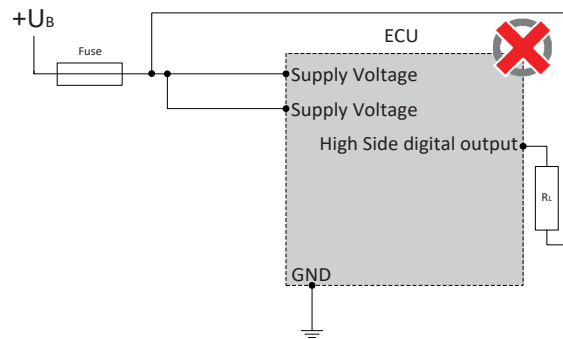 +UB
Fuse
ECU
Supply Voltage
Supply Voltage
High Side digital output
RL
GND